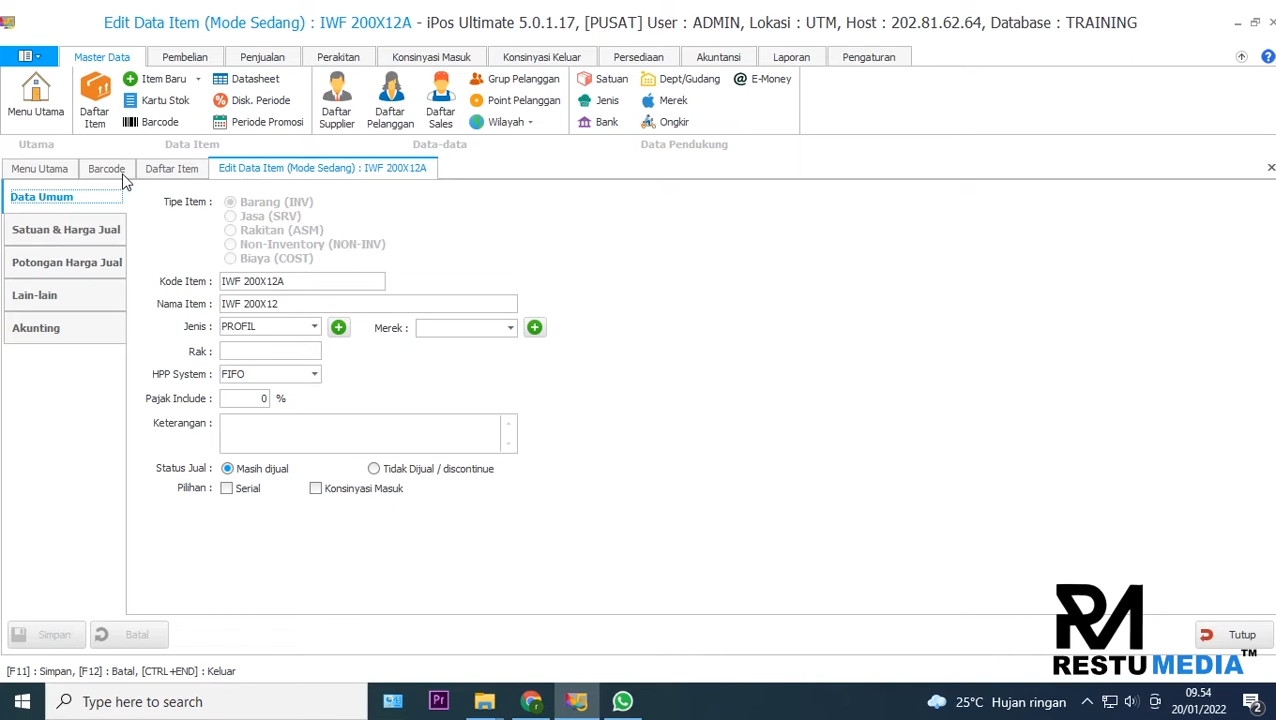 Edit Data Item (Mode Sedang) : IWF 200X12A - iPos Ultimate 5.0.1.17, [PUSAT] User : ADMIN, Lokasi : UTM, Host : 202.81.62.64, Database : TRAINING
Master Data Pembelian Penjualan Perakitan Konsinyasi Masuk Konsinyasi Keluar Persediaan Akuntansi Laporan Pengaturan
Menu Utama
Daftar Item
Item Baru
Kartu Stok
Barcode
Datasheet
Disk. Periode
Periode Promosi
Daftar Supplier
Daftar Pelanggan
Daftar Sales
Grup Pelanggan
Point Pelanggan
Wilayah
Satuan
Jenis
Bank
Dept/Gudang
Merek
Ongkir
E-Money
Utama Data Item Data-data Data Pendukung
Menu Utama Barcode Daftar Item Edit Data Item (Mode Sedang) : IWF 200X12A
Data Umum
Satuan & Harga Jual
Potongan Harga Jual
Lain-lain
Akunting
Tipe Item : Barang (INV)
Jasa (SRV)
Rakitan (ASM)
Non-Inventory (NON-INV)
Biaya (COST)
Kode Item : IWF 200X12A
Nama Item : IWF 200X12
Jenis : PROFIL Merek :
Rak :
HPP System : FIFO
Pajak Include : 0 %
Keterangan :
Status Jual : Masih dijual Tidak Dijual / discontinue
Pilihan : Serial Konsinyasi Masuk
Simpan Batal Tutup
RM
RESTU MEDIA™
[F11] : Simpan, [F12] : Batal, [CTRL+END] : Keluar
Type here to search
Pr
25°C Hujan ringan
09.54
20/01/2022
2